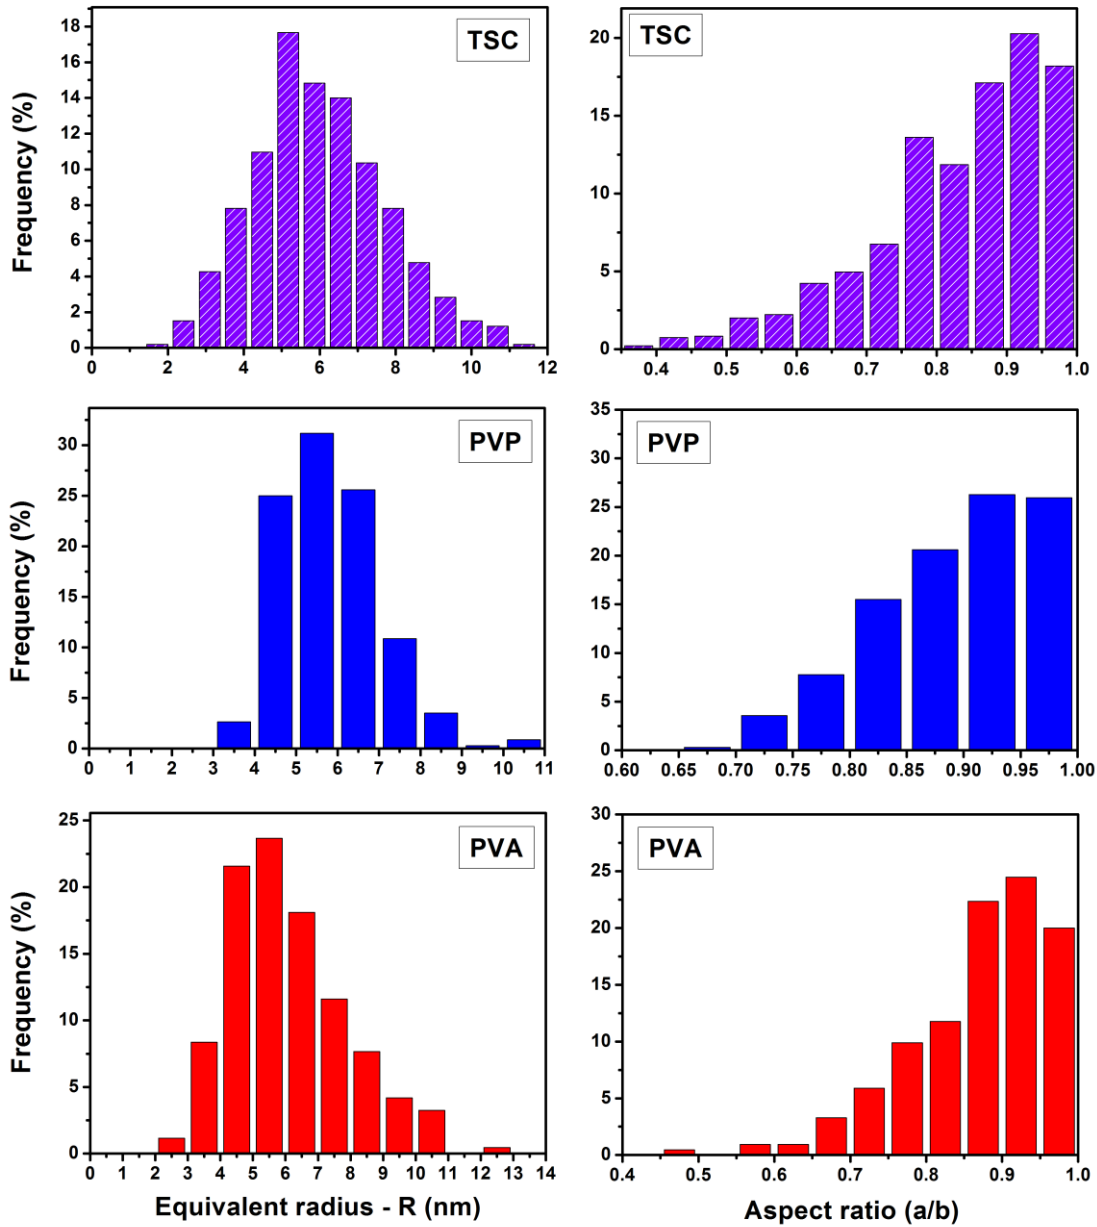 TSC
Frequency (%)
18
16
14
12
10
8
6
4
2
0
0 2 4 6 8 10 12
TSC
20
15
10
5
0
0.4 0.5 0.6 0.7 0.8 0.9 1.0
PVP
Frequency (%)
30
25
20
15
10
5
0
0 1 2 3 4 5 6 7 8 9 10 11
PVP
35
30
25
20
15
10
5
0
0.60 0.65 0.70 0.75 0.80 0.85 0.90 0.95 1.00
PVA
Frequency (%)
25
20
15
10
5
0
0 1 2 3 4 5 6 7 8 9 10 11 12 13 14
Equivalent radius - R (nm)
PVA
30
25
20
15
10
5
0
0.4 0.5 0.6 0.7 0.8 0.9 1.0
Aspect ratio (a/b)